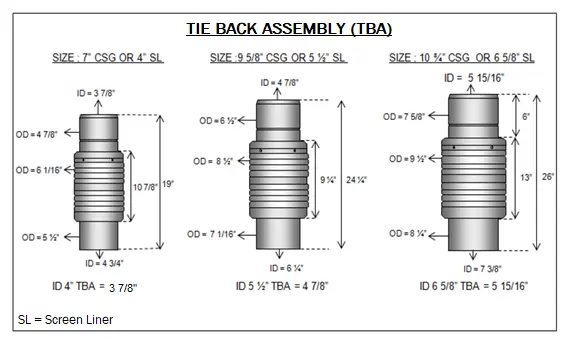 TIE BACK ASSEMBLY (TBA)
SIZE : 7" CSG OR 4" SL
ID = 3 7/8"
OD = 4 7/8"
OD = 6 1/16"
10 7/8"
19"
OD = 5 ½"
ID = 4 3/4"
ID 4" TBA = 3 7/8"
SIZE :9 5/8" CSG OR 5 ½" SL
ID = 4 7/8"
OD = 6 ½"
OD = 8 ½"
9 ¼"
24 ¼"
OD = 7 1/16"
ID = 6 ¼"
ID 5 ½" TBA = 4 7/8"
SIZE : 10 ¾" CSG OR 6 5/8" SL
ID = 5 15/16"
OD = 7 5/8"
6"
OD = 9 ½"
13"
26"
OD = 8 ¼"
ID = 7 3/8"
ID 6 5/8" TBA = 5 15/16"
SL = Screen Liner